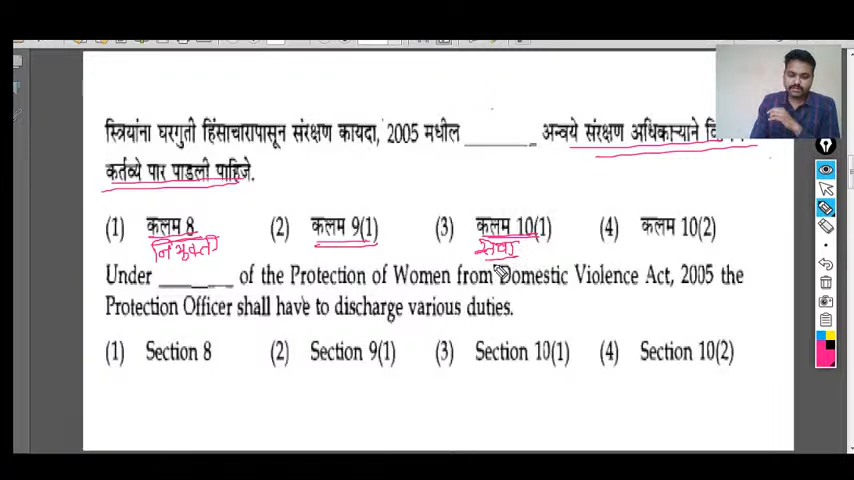 स्त्रियांना घरगुती हिंसाचारापासून संरक्षण कायदा, 2005 मधील ________ अन्वये संरक्षण अधिकाऱ्याने
कर्तव्ये पार पाडली पाहिजे.
(1) कलम 8 (2) कलम 9(1) (3) कलम 10(1) (4) कलम 10(2)
नियुक्ती सेवा
Under ________ of the Protection of Women from Domestic Violence Act, 2005 the
Protection Officer shall have to discharge various duties.
(1) Section 8 (2) Section 9(1) (3) Section 10(1) (4) Section 10(2)